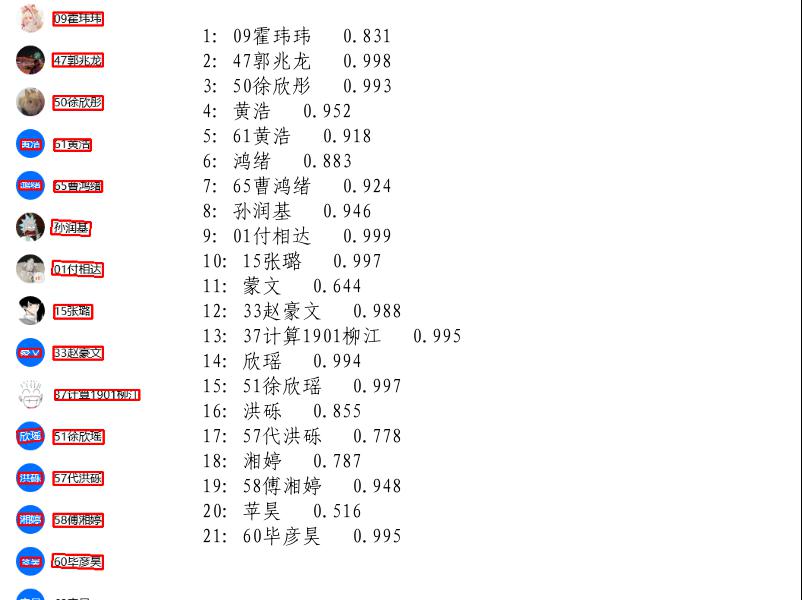 09霍玮玮
47郭兆龙
50徐欣彤
黄浩 61黄浩
鸿绪 65曹鸿绪
孙润基
01付相达
15张璐
33赵豪文
37计算1901柳江
欣瑶 51徐欣瑶
洪砾 57代洪砾
湘婷 58傅湘婷
60毕彦昊
1: 09霍玮玮 0.831
2: 47郭兆龙 0.998
3: 50徐欣彤 0.993
4: 黄浩 0.952
5: 61黄浩 0.918
6: 鸿绪 0.883
7: 65曹鸿绪 0.924
8: 孙润基 0.946
9: 01付相达 0.999
10: 15张璐 0.997
11: 蒙文 0.644
12: 33赵豪文 0.988
13: 37计算1901柳江 0.995
14: 欣瑶 0.994
15: 51徐欣瑶 0.997
16: 洪砾 0.855
17: 57代洪砾 0.778
18: 湘婷 0.787
19: 58傅湘婷 0.948
20: 苹昊 0.516
21: 60毕彦昊 0.995